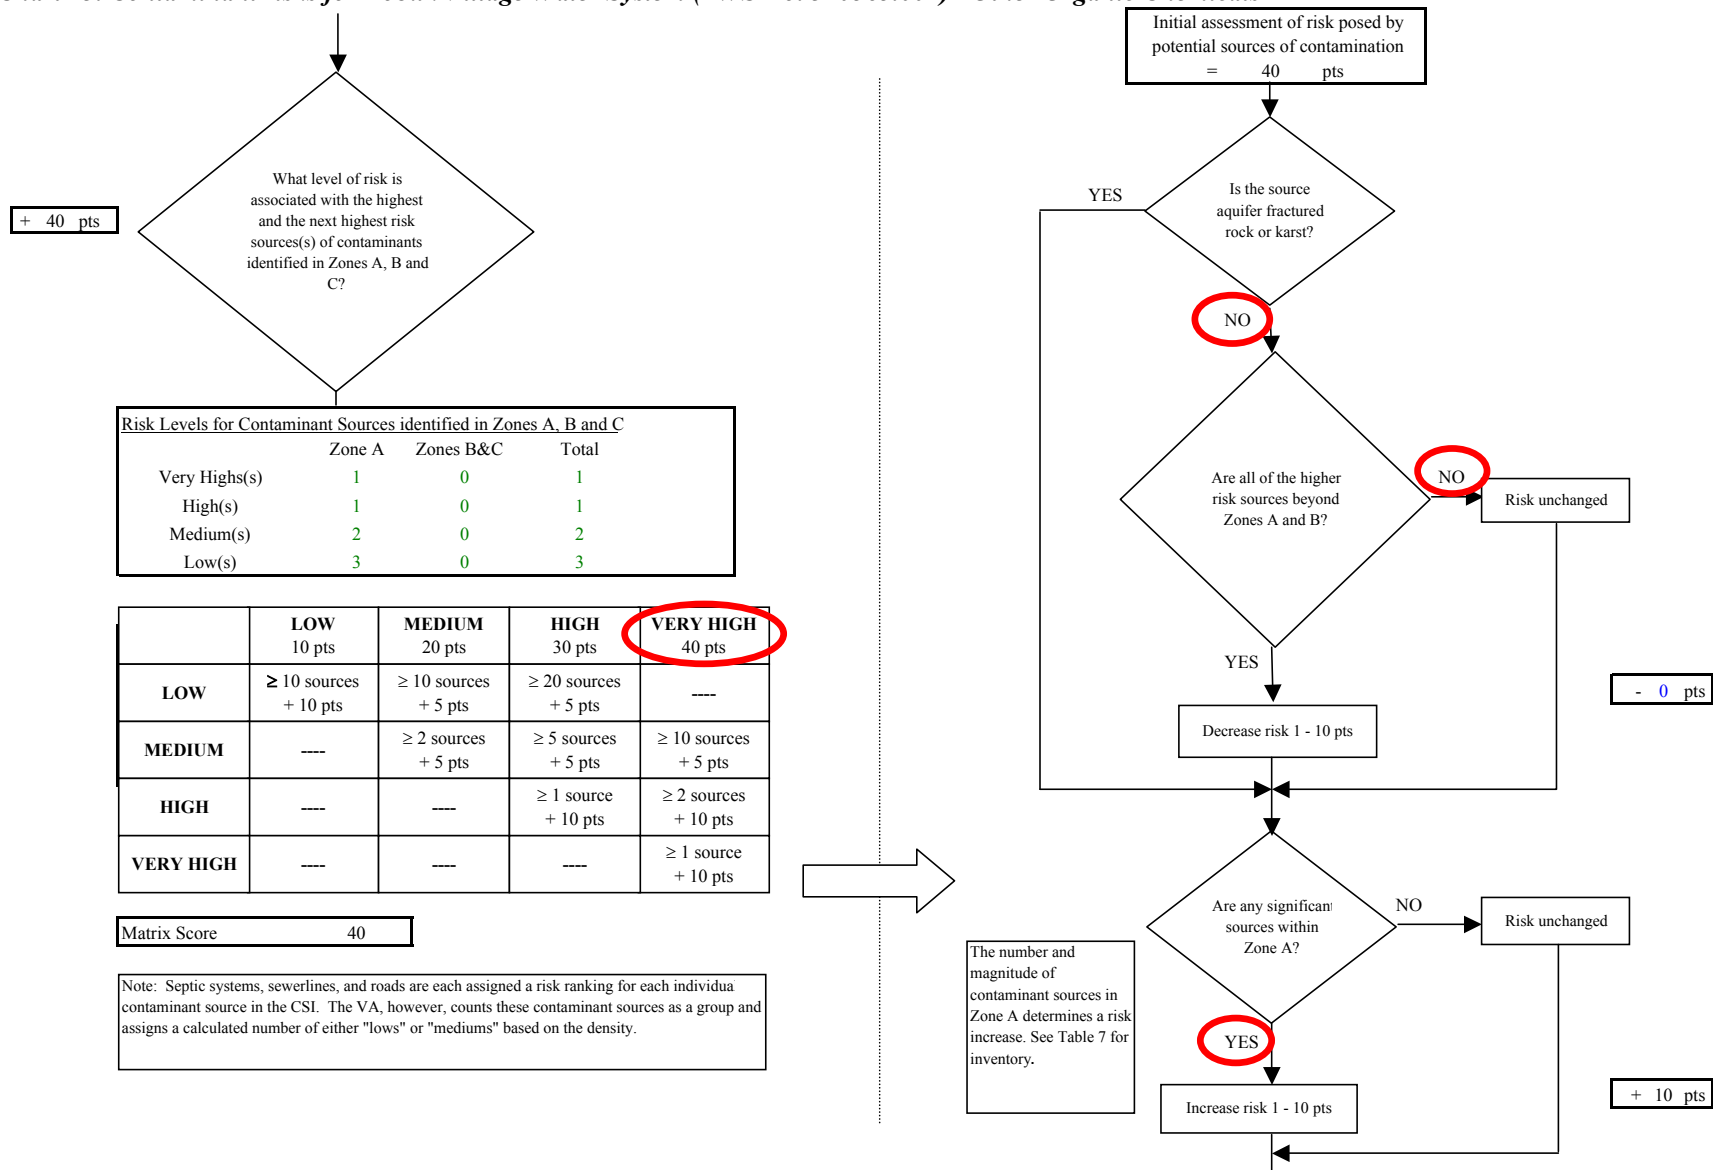 Initial assessment of risk posed by
potential sources of contamination
= 40 pts
What level of risk is
associated with the highest
and the next highest risk
sources(s) of contaminants
identified in Zones A, B and
C?
+ 40 pts
Risk Levels for Contaminant Sources identified in Zones A, B and C
Zone A Zones B&C Total
Very Highs(s) 1 0 1
High(s) 1 0 1
Medium(s) 2 0 2
Low(s) 3 0 3
LOW MEDIUM HIGH VERY HIGH
10 pts 20 pts 30 pts 40 pts
LOW ≥ 10 sources ≥ 10 sources ≥ 20 sources ----
+ 10 pts + 5 pts + 5 pts
MEDIUM ---- ≥ 2 sources ≥ 5 sources ≥ 10 sources
+ 5 pts + 5 pts + 5 pts
HIGH ---- ---- ≥ 1 source ≥ 2 sources
+ 10 pts + 10 pts
VERY HIGH ---- ---- ---- ≥ 1 source
+ 10 pts
Matrix Score 40
Note: Septic systems, sewerlines, and roads are each assigned a risk ranking for each individua
contaminant source in the CSI. The VA, however, counts these contaminant sources as a group and
assigns a calculated number of either "lows" or "mediums" based on the density.
Is the source
aquifer fractured
rock or karst?
YES
NO
Are all of the higher
risk sources beyond
Zones A and B?
NO
Risk unchanged
YES
- 0 pts
Decrease risk 1 - 10 pts
Are any significant
sources within
Zone A?
NO
Risk unchanged
The number and
magnitude of
contaminant sources in
Zone A determines a risk
increase. See Table 7 for
inventory.
YES
+ 10 pts
Increase risk 1 - 10 pts